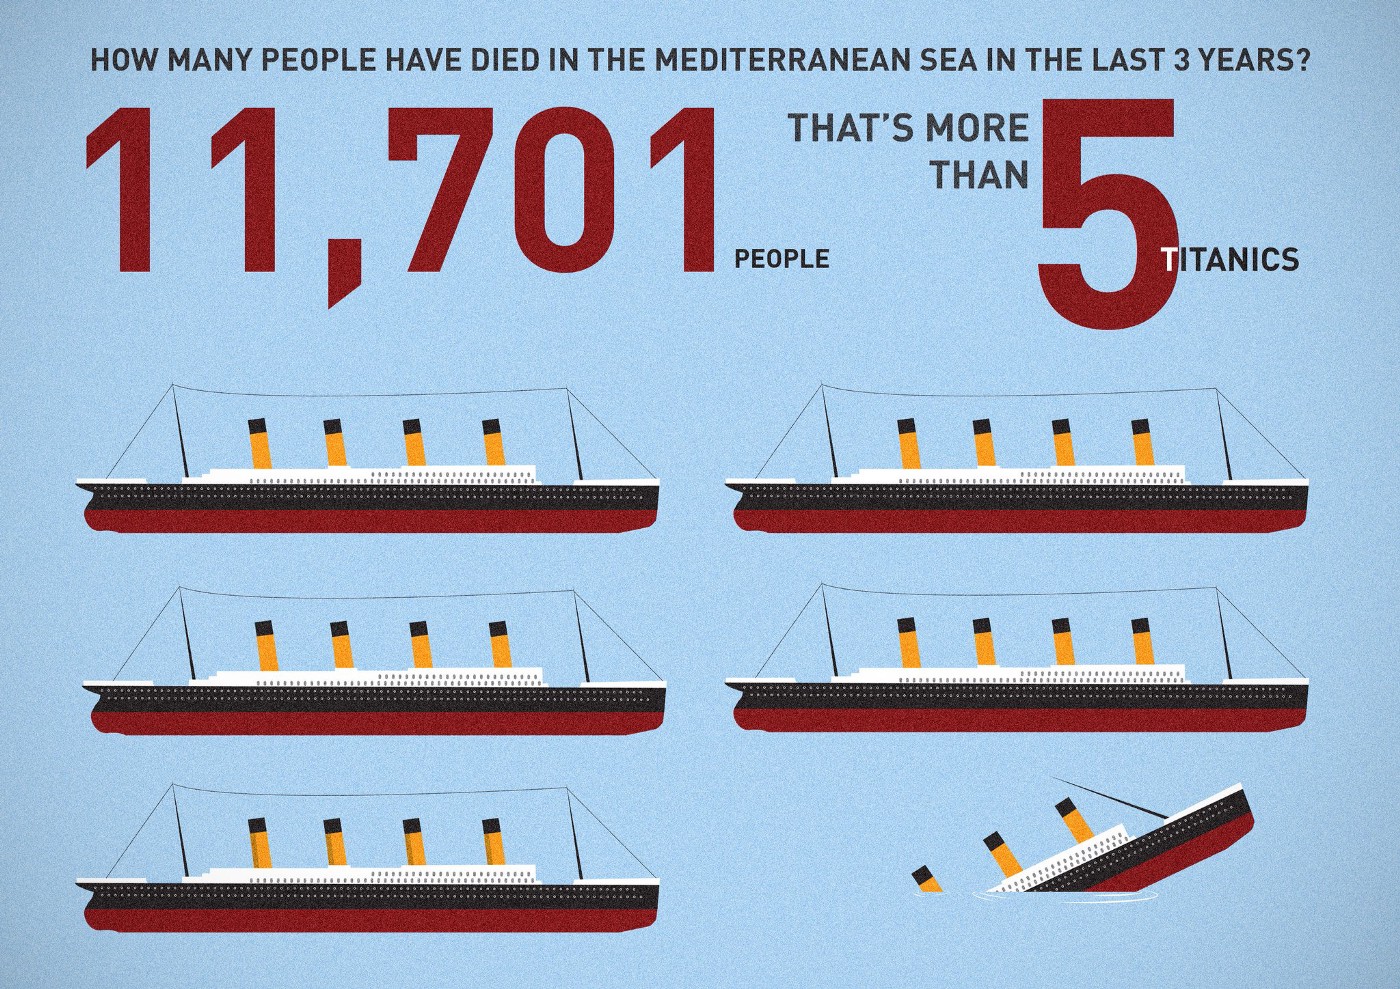 HOW MANY PEOPLE HAVE DIED IN THE MEDITERRANEAN SEA IN THE LAST 3 YEARS?
11,701
PEOPLE
THAT'S MORE
THAN
5
TITANICS